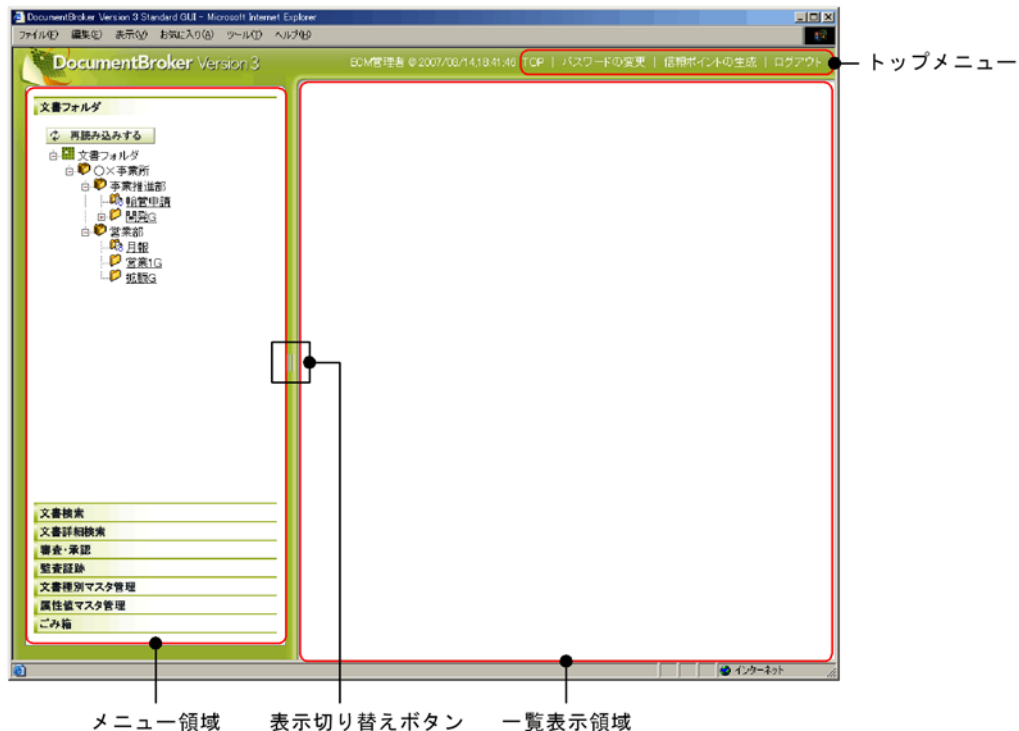 DocumentBroker Version 3 Standard GUI - Microsoft Internet Explorer
ファイル(F) 編集(E) 表示(V) お気に入り(A) ツール(T) ヘルプ(H)
DocumentBroker Version 3
ECM管理者 @2007/08/14,18:41:46 TOP | パスワードの変更 | 信頼ポイントの生成 | ログアウト
トップメニュー
文書フォルダ
再読み込みする
文書フォルダ
○×事業所
事業推進部
開発G
営業部
月報
営業1G
拡販G
文書検索
文書詳細検索
審査・承認
監査証跡
文書種別マスタ管理
属性値マスタ管理
ごみ箱
インターネット
メニュー領域 表示切り替えボタン 一覧表示領域